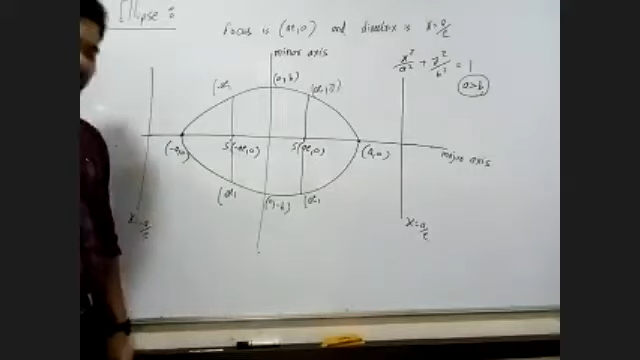 Ellipse :
Focus is (ae,0) and directrix is x=a/e
minor axis
x²/a² + y²/b² = 1
a>b
(0,b)
(-a,0)
S(-ae,0)
S(ae,0)
(a,0)
major axis
(0,-b)
x=-a/e
x=a/e